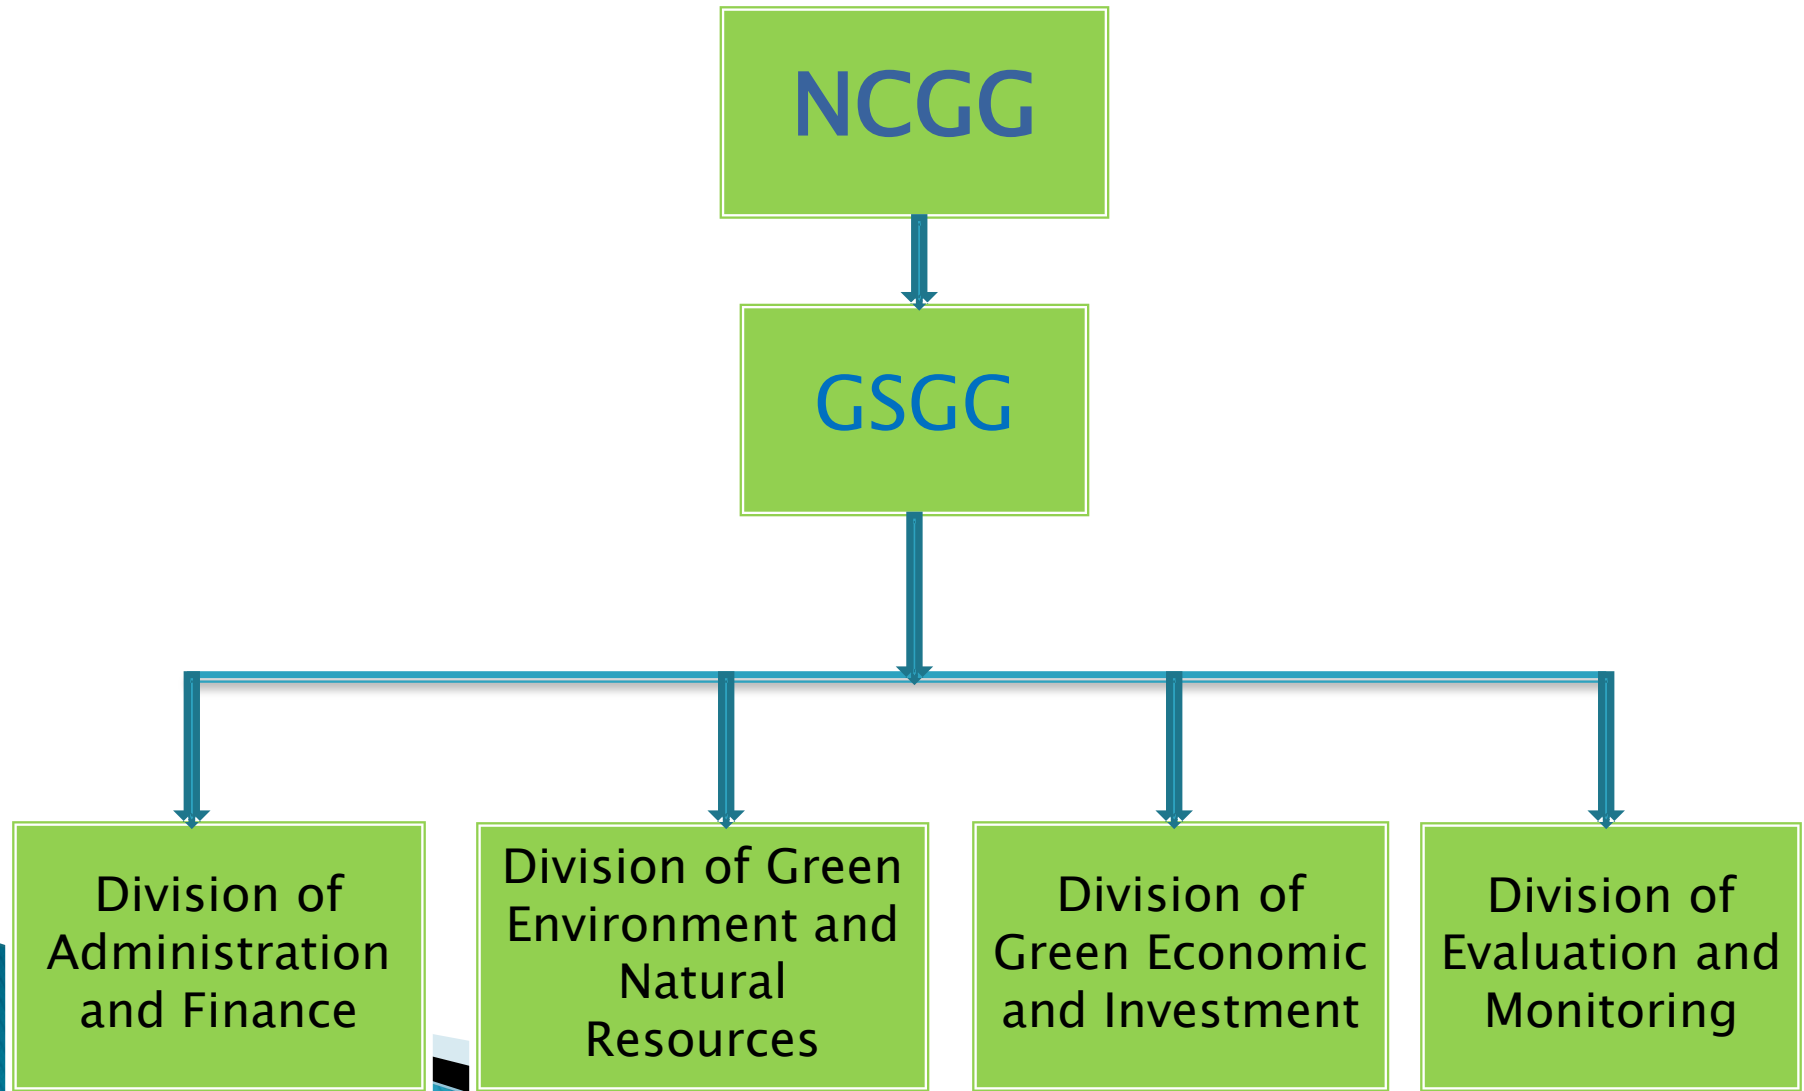 NCGG
GSGG
Division of
Administration
and Finance
Division of Green
Environment and
Natural
Resources
Division of
Green Economic
and Investment
Division of
Evaluation and
Monitoring